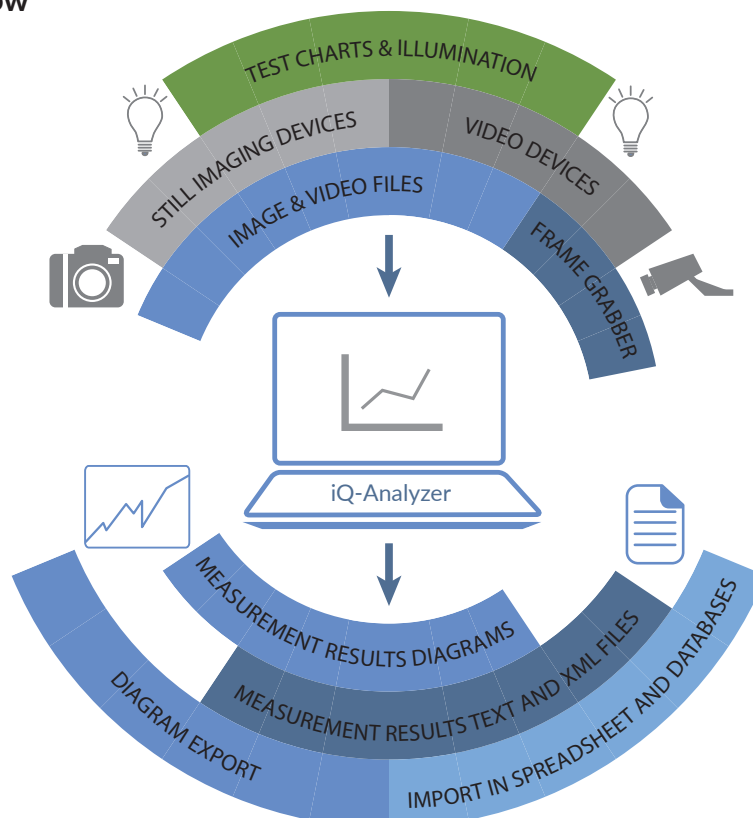 TEST CHARTS & ILLUMINATION
STILL IMAGING DEVICES
VIDEO DEVICES
IMAGE & VIDEO FILES
FRAME GRABBER
iQ-Analyzer
MEASUREMENT RESULTS DIAGRAMS
MEASUREMENT RESULTS TEXT AND XML FILES
DIAGRAM EXPORT
IMPORT IN SPREADSHEET AND DATABASES